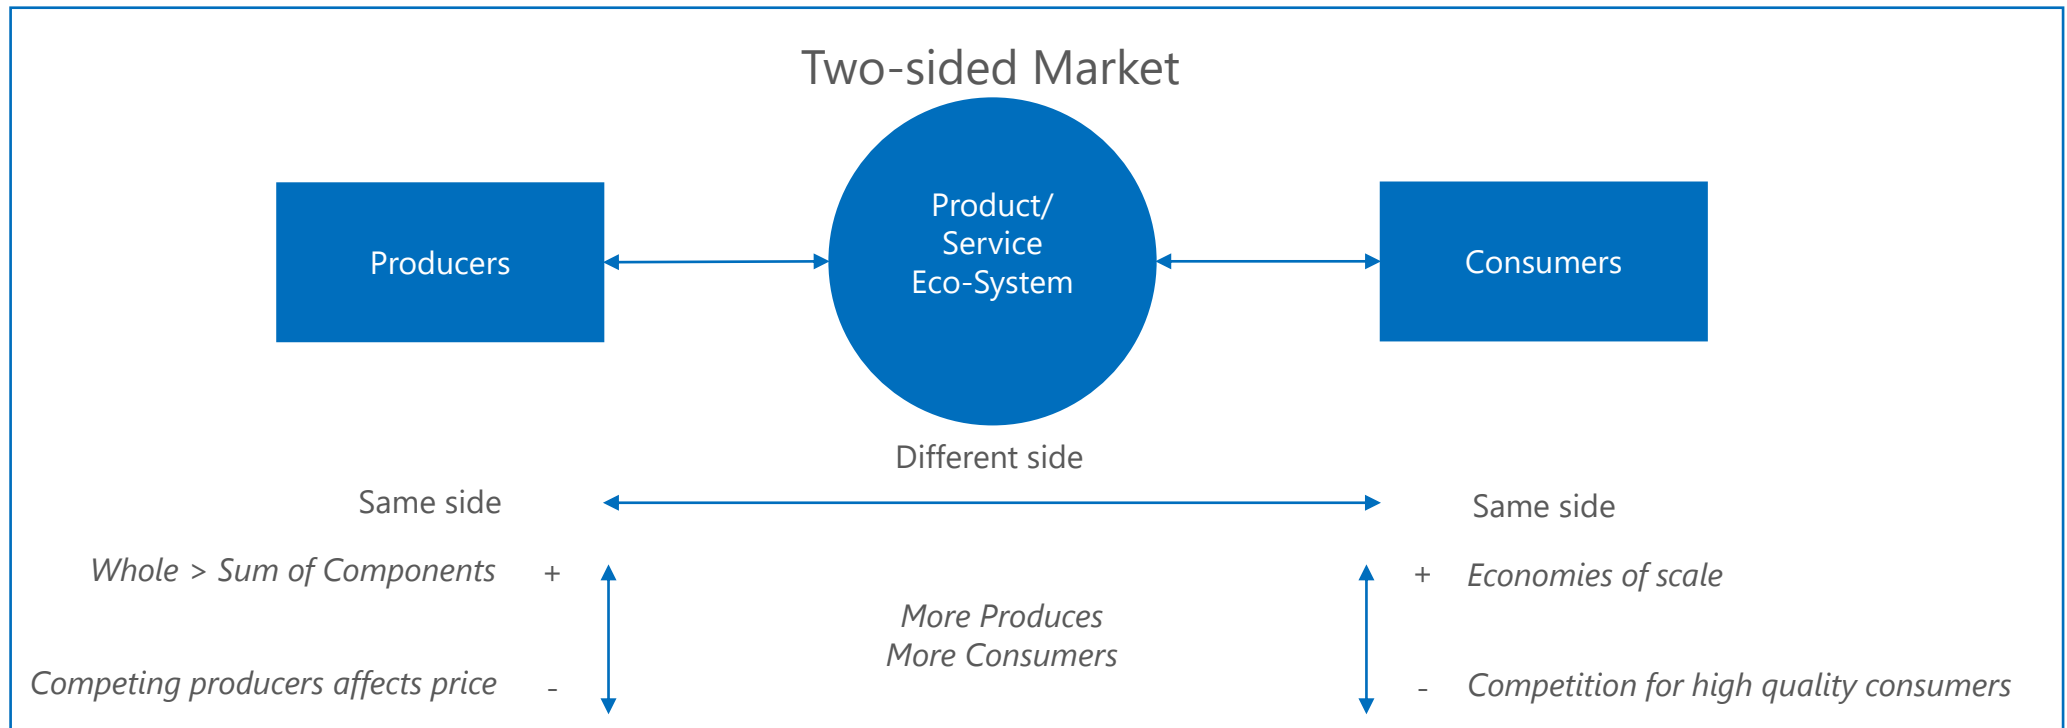 Two-sided Market
Producers
Product/
Service
Eco-System
Consumers
Different side
Same side
Same side
Whole > Sum of Components +
+ Economies of scale
More Produces
More Consumers
Competing producers affects price -
- Competition for high quality consumers